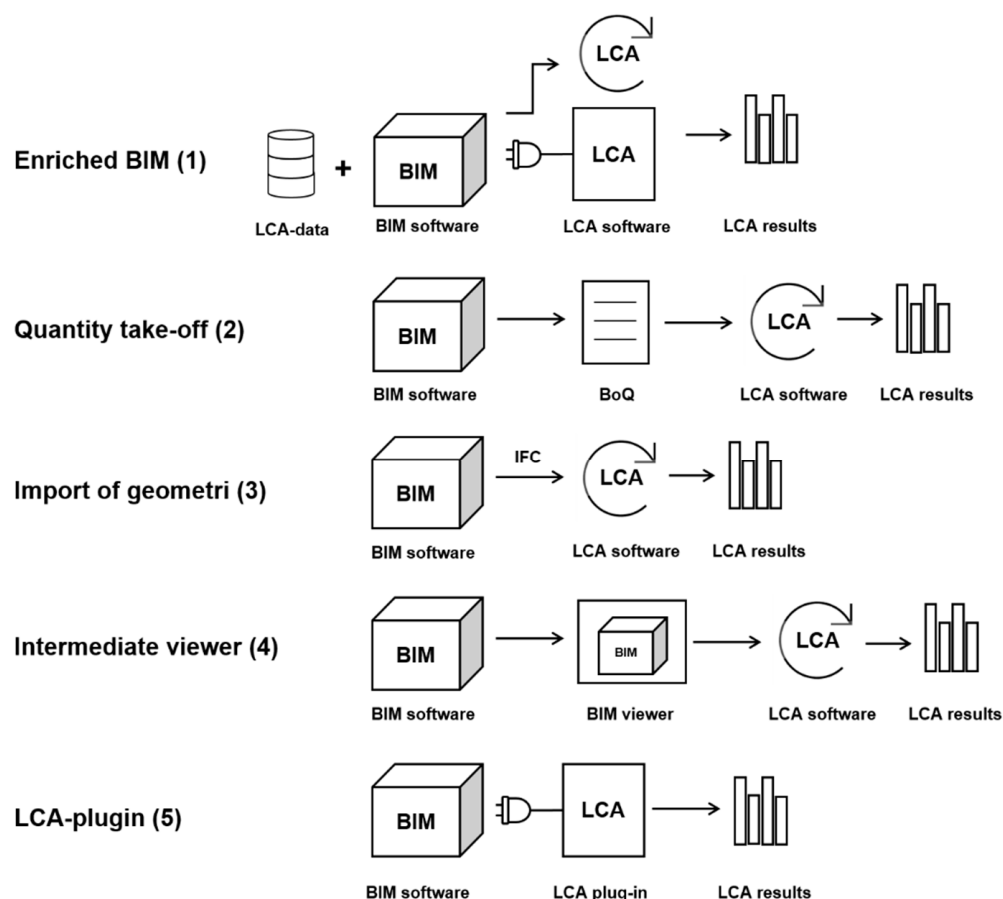 LCA
Enriched BIM (1)
+
BIM
LCA
LCA-data
BIM software
LCA software
LCA results
Quantity take-off (2)
BIM
LCA
BIM software
BoQ
LCA software
LCA results
Import of geometri (3)
BIM
IFC
LCA
BIM software
LCA software
LCA results
Intermediate viewer (4)
BIM
BIM
LCA
BIM software
BIM viewer
LCA software
LCA results
LCA-plugin (5)
BIM
LCA
BIM software
LCA plug-in
LCA results